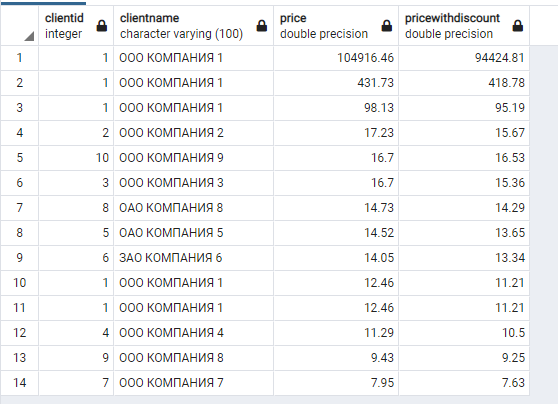 clientid clientname price pricewithdiscount
integer character varying (100) double precision double precision
1 1 ООО КОМПАНИЯ 1 104916.46 94424.81
2 1 ООО КОМПАНИЯ 1 431.73 418.78
3 1 ООО КОМПАНИЯ 1 98.13 95.19
4 2 ООО КОМПАНИЯ 2 17.23 15.67
5 10 ООО КОМПАНИЯ 9 16.7 16.53
6 3 ООО КОМПАНИЯ 3 16.7 15.36
7 8 ОАО КОМПАНИЯ 8 14.73 14.29
8 5 ОАО КОМПАНИЯ 5 14.52 13.65
9 6 ЗАО КОМПАНИЯ 6 14.05 13.34
10 1 ООО КОМПАНИЯ 1 12.46 11.21
11 1 ООО КОМПАНИЯ 1 12.46 11.21
12 4 ООО КОМПАНИЯ 4 11.29 10.5
13 9 ООО КОМПАНИЯ 8 9.43 9.25
14 7 ООО КОМПАНИЯ 7 7.95 7.63